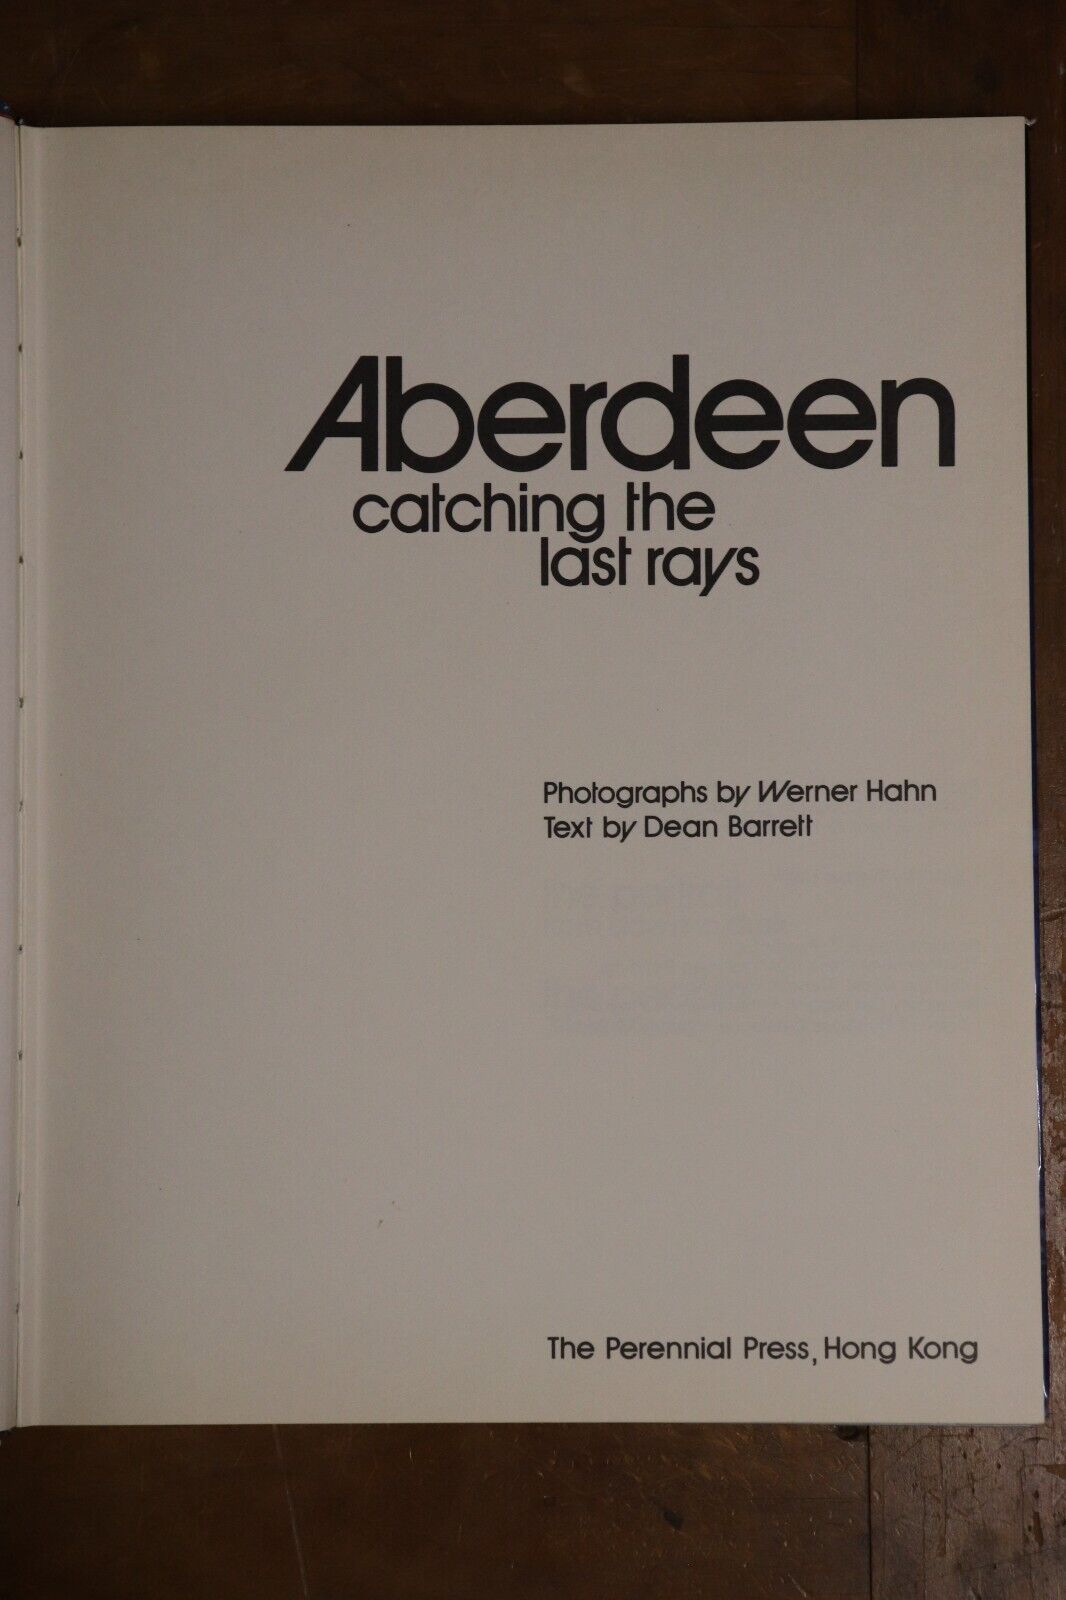 Aberdeen
catching the
last rays
Photographs by Werner Hahn
Text by Dean Barrett
The Perennial Press, Hong Kong